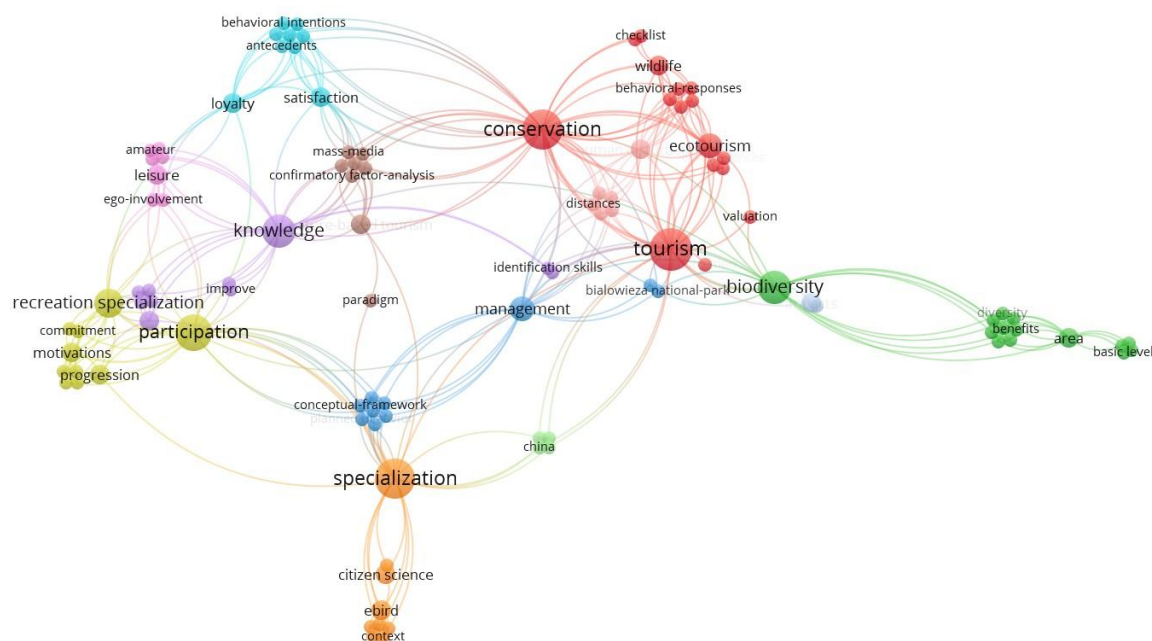 behavioral intentions
antecedents
checklist
wildlife
behavioral-responses
loyalty
satisfaction
conservation
ecotourism
amateur
mass-media
leisure
confirmatory factor-analysis
ego-involvement
distances
valuation
knowledge
tourism
identification skills
improve
bialowieza-national-park
biodiversity
recreation specialization
paradigm
management
participation
commitment
diversity
benefits
area
basic level
motivations
progression
conceptual-framework
china
specialization
citizen science
ebird
context